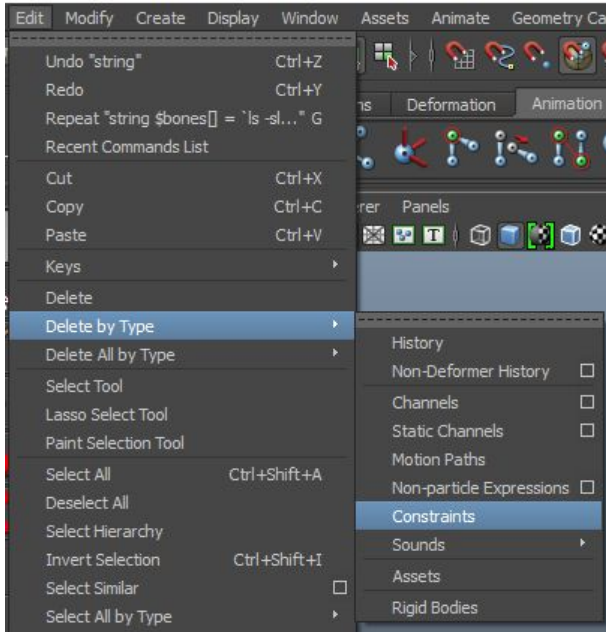 Edit Modify Create Display Window Assets Animate Geometry Ca
Undo "string" Ctrl+Z
Redo Ctrl+Y
Repeat "string $bones[] = `ls -sl..." G
Recent Commands List
Cut Ctrl+X
Copy Ctrl+C
Paste Ctrl+V
Keys
Delete
Delete by Type
Delete All by Type
Select Tool
Lasso Select Tool
Paint Selection Tool
Select All Ctrl+Shift+A
Deselect All
Select Hierarchy
Invert Selection Ctrl+Shift+I
Select Similar
Select All by Type
ns Deformation Animation
rer Panels
T
History
Non-Deformer History
Channels
Static Channels
Motion Paths
Non-particle Expressions
Constraints
Sounds
Assets
Rigid Bodies